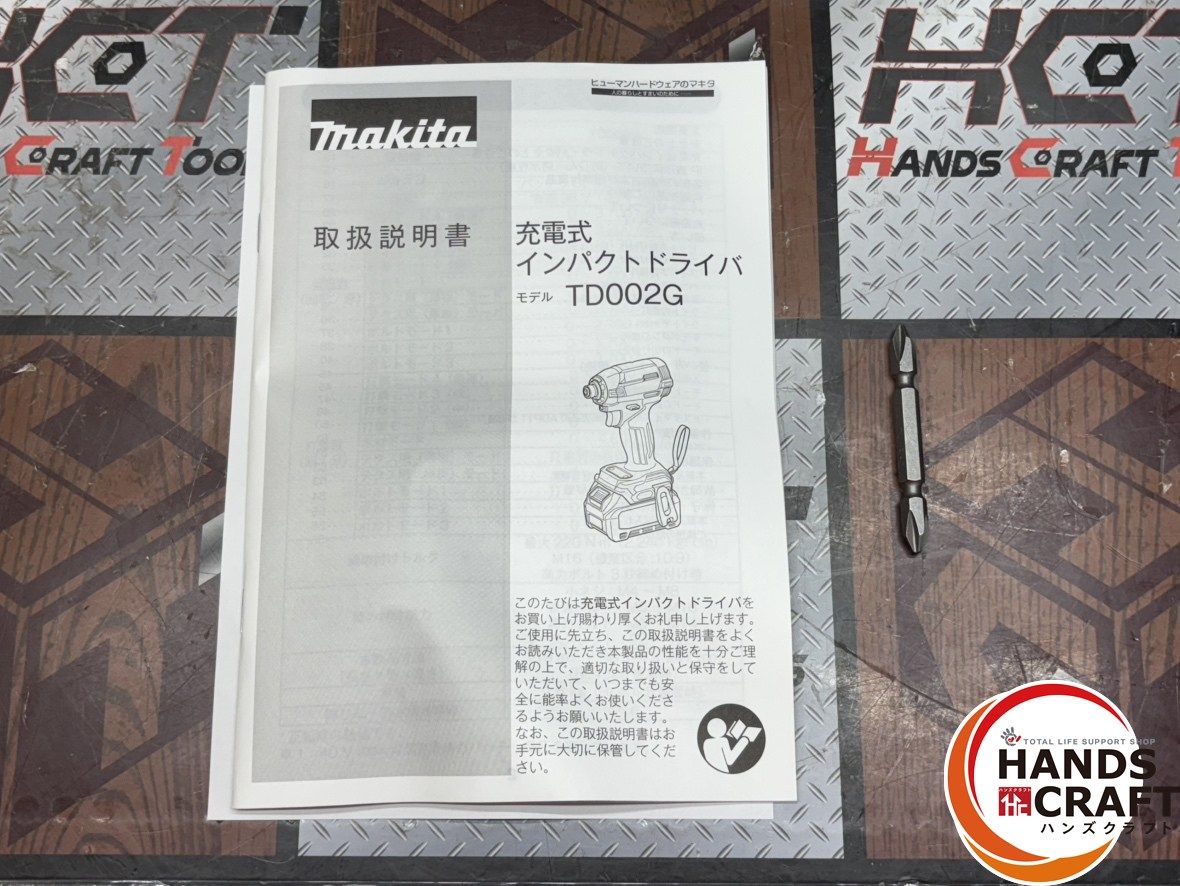 HCT
CRAFT TOO
HCT
HANDS CRAFT T
ヒューマンハードウェアのマキタ
人の暮らしとすまいのために
makita
取扱説明書
充電式
インパクトドライバ
モデル TD002G
このたびは充電式インパクトドライバを
お買い上げ賜わり厚くお礼申し上げます。
ご使用に先立ち、この取扱説明書をよく
お読みいただき本製品の性能を十分ご理
解の上で、適切な取り扱いと保守をして
いただいて、いつまでも安
全に能率よくお使いくださ
るようお願いいたします。
なお、この取扱説明書はお
手元に大切に保管してくだ
さい。
TOTAL LIFE SUPPORT SHOP
HANDS
ハンズクラフト
CRAFT
ハンズクラフト